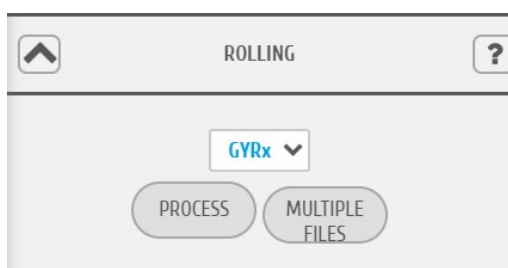 ROLLING
?
GYRx
PROCESS
MULTIPLE
FILES